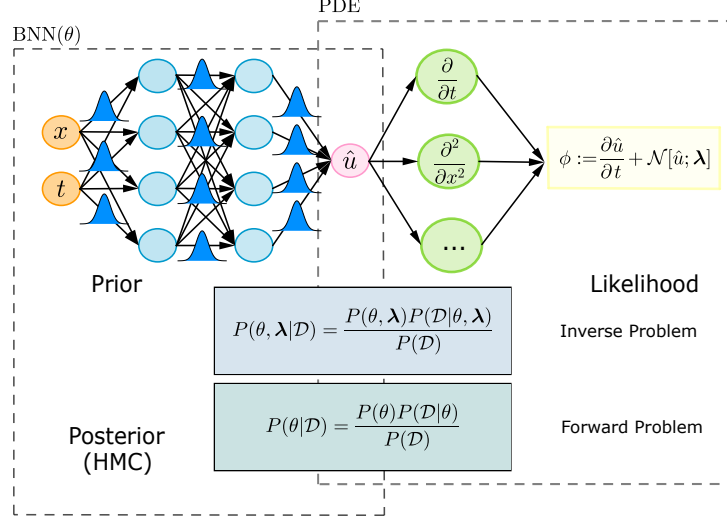 PDE
BNN(θ)
x
t
û
∂/∂t
∂²/∂x²
...
ϕ := ∂û/∂t + 𝒩[û; λ]
Prior
Likelihood
P(θ, λ|𝒟) = P(θ, λ)P(𝒟|θ, λ) / P(𝒟)
Inverse Problem
P(θ|𝒟) = P(θ)P(𝒟|θ) / P(𝒟)
Forward Problem
Posterior
(HMC)